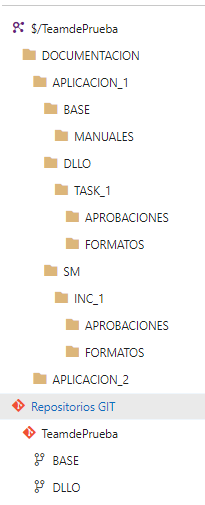 $/TeamdePrueba
DOCUMENTACION
APLICACION_1
BASE
MANUALES
DLLO
TASK_1
APROBACIONES
FORMATOS
SM
INC_1
APROBACIONES
FORMATOS
APLICACION_2
Repositorios GIT
TeamdePrueba
BASE
DLLO